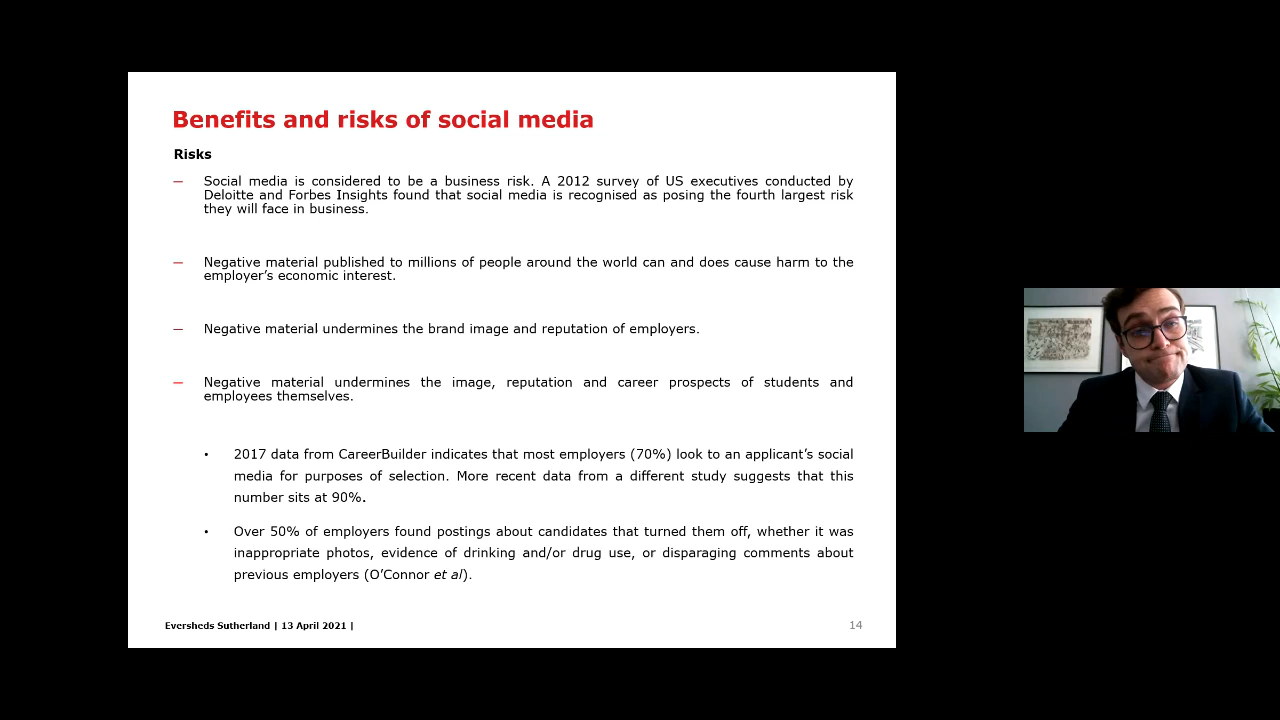 Benefits and risks of social media
Risks
— Social media is considered to be a business risk. A 2012 survey of US executives conducted by
Deloitte and Forbes Insights found that social media is recognised as posing the fourth largest risk
they will face in business.
— Negative material published to millions of people around the world can and does cause harm to the
employer’s economic interest.
— Negative material undermines the brand image and reputation of employers.
— Negative material undermines the image, reputation and career prospects of students and
employees themselves.
• 2017 data from CareerBuilder indicates that most employers (70%) look to an applicant’s social
media for purposes of selection. More recent data from a different study suggests that this
number sits at 90%.
• Over 50% of employers found postings about candidates that turned them off, whether it was
inappropriate photos, evidence of drinking and/or drug use, or disparaging comments about
previous employers (O’Connor et al).
Eversheds Sutherland | 13 April 2021 |
14